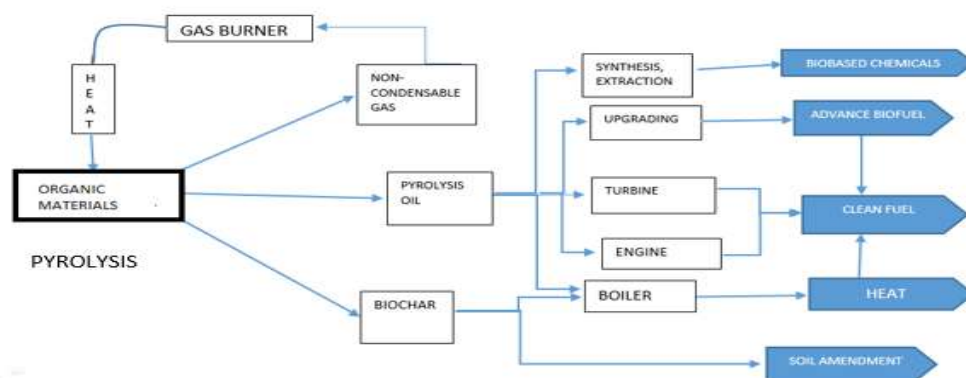 GAS BURNER
HEAT
NON-
CONDENSABLE
GAS
SYNTHESIS,
EXTRACTION
BIOBASED CHEMICALS
UPGRADING
ADVANCE BIOFUEL
ORGANIC
MATERIALS
PYROLYSIS
OIL
TURBINE
CLEAN FUEL
PYROLYSIS
ENGINE
BIOCHAR
BOILER
HEAT
SOIL AMENDMENT